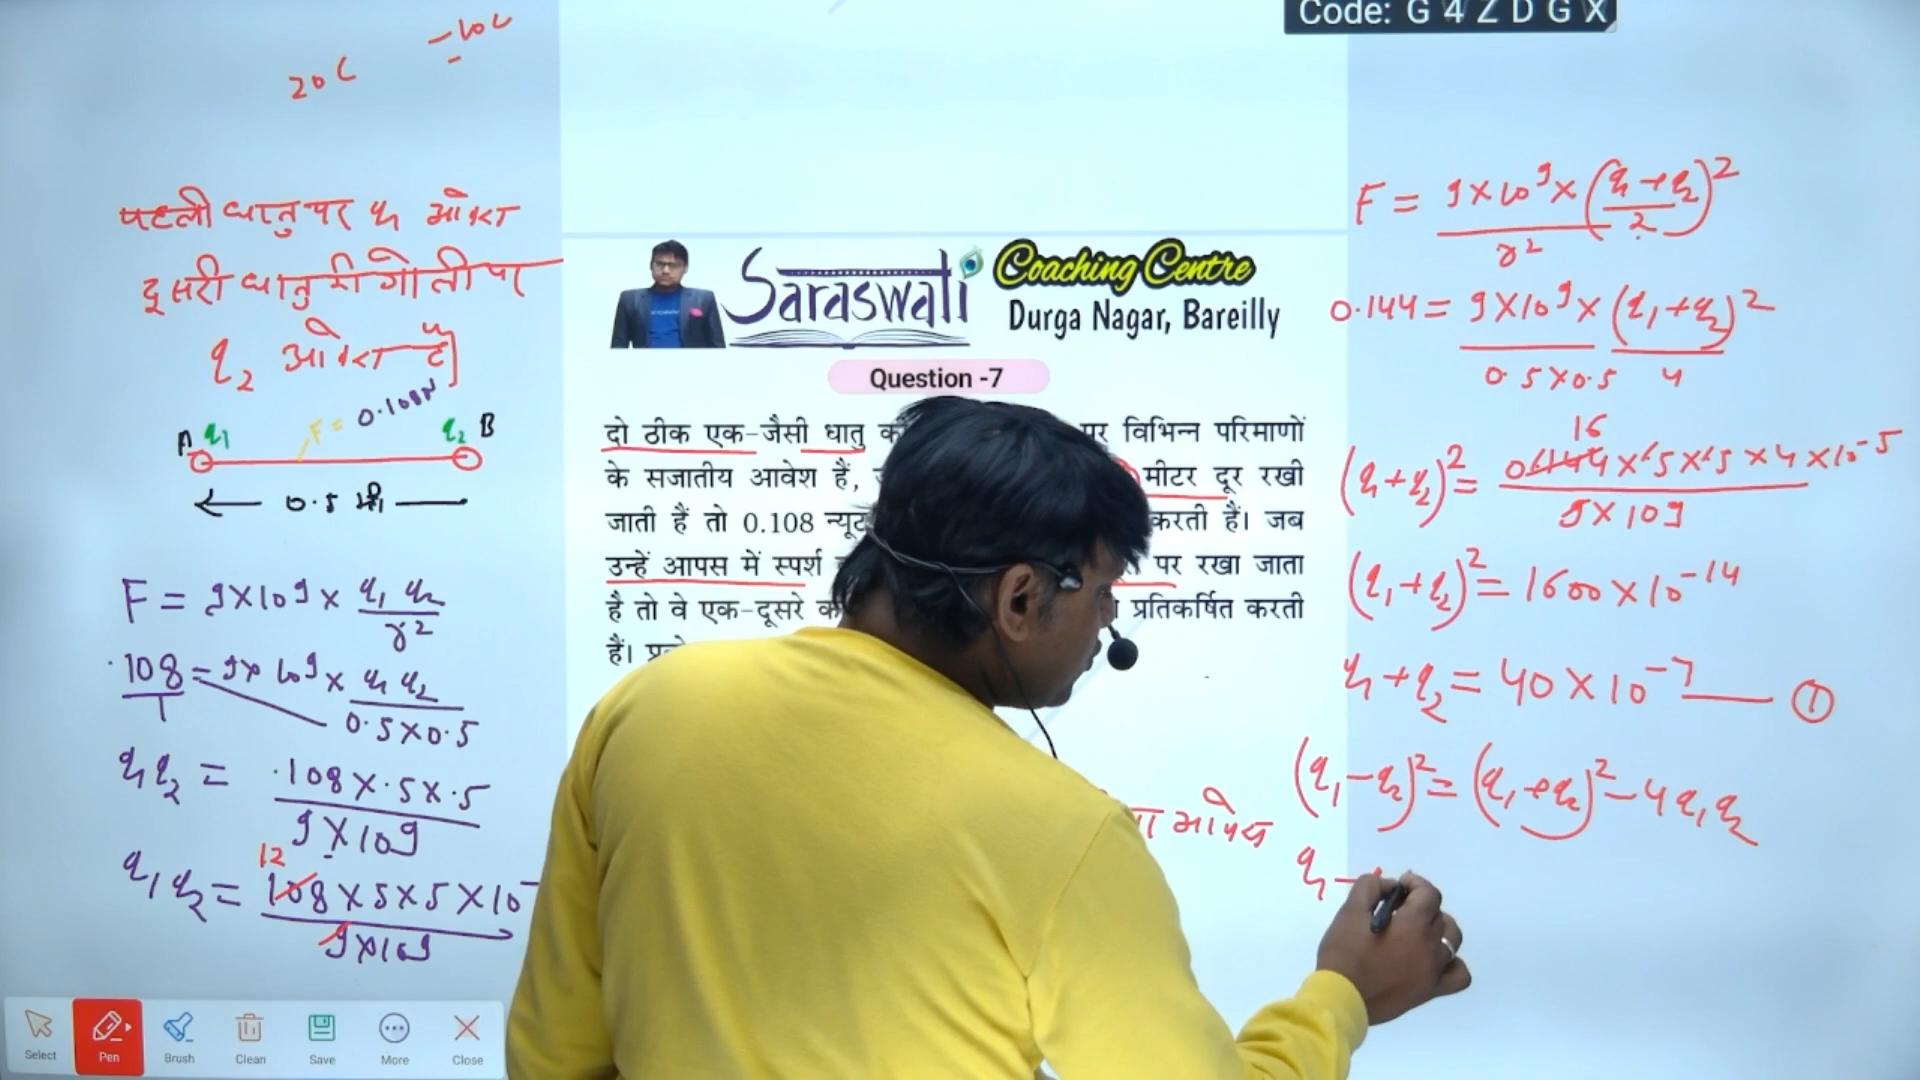 Code: G 4 Z D G X
20C
-10C
पहली धातु पर q₁ आवेश
दूसरी धातु की गोली पर
q₂ आवेश है
F = 0.108N
A q₁
q₂ B
0.5 मी
F = 9×10⁹ × q₁ q₂ / r²
.108 / 1 = 9×10⁹ × q₁ q₂ / 0.5×0.5
q₁q₂ = .108×.5×.5 / 9×10⁹
12
q₁q₂ = 108×5×5×10⁻ / 9×10⁹
Saraswati Coaching Centre
Durga Nagar, Bareilly
Question -7
दो ठीक एक-जैसी धातु पर विभिन्न परिमाणों
के सजातीय आवेश हैं, मीटर दूर रखी
जाती हैं तो 0.108 करती हैं। जब
उन्हें आपस में स्पर्श पर रखा जाता
है तो वे एक-दूसरे प्रतिकर्षित करती
हैं।
F = 9×10⁹×(q₁+q₂ / 2)² / r²
0.144 = 9×10⁹×(q₁+q₂)² / 0.5×0.5 4
16
(q₁+q₂)² = 0.144×.5×.5×4×10⁻⁵ / 9×109
(q₁+q₂)² = 1600×10⁻¹⁴
q₁+q₂ = 40×10⁻⁷ — ①
(q₁-q₂)² = (q₁+q₂)² - 4q₁q₂
q₁ -
Select Pen Brush Clean Save More Close